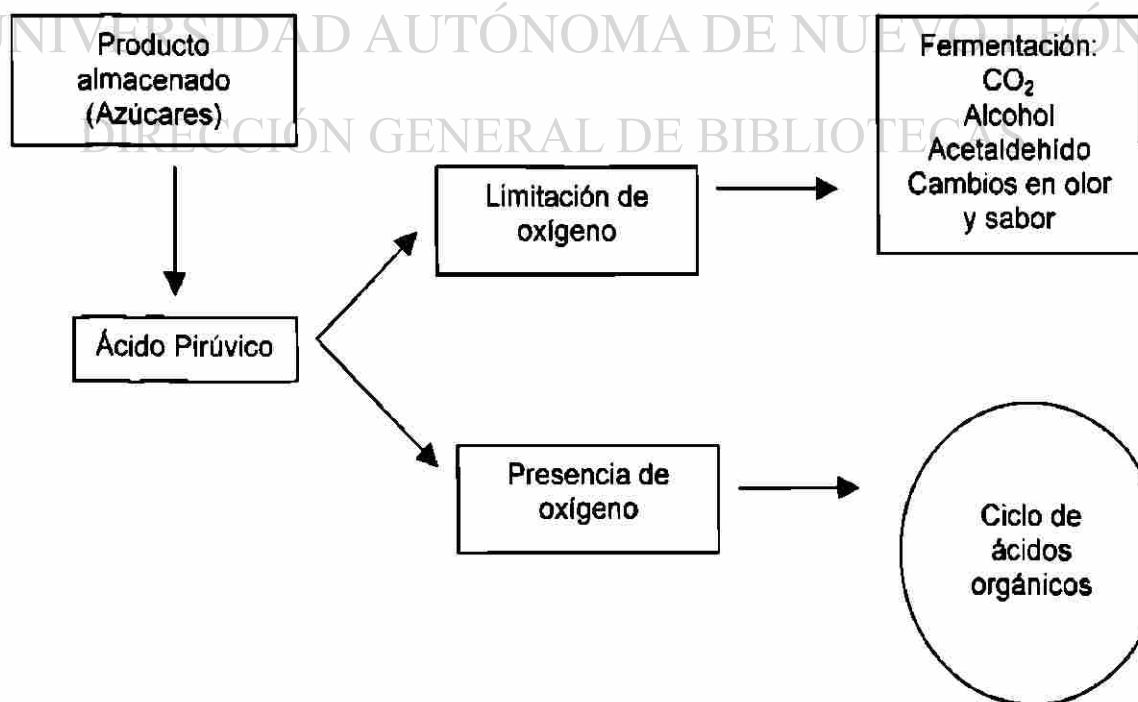 UNIVERSIDAD AUTÓNOMA DE NUEVO LEÓN
DIRECCIÓN GENERAL DE BIBLIOTECAS
Producto
almacenado
(Azúcares)
Ácido Pirúvico
Limitación de
oxígeno
Fermentación:
CO₂
Alcohol
Acetaldehído
Cambios en olor
y sabor
Presencia de
oxígeno
Ciclo de
ácidos
orgánicos